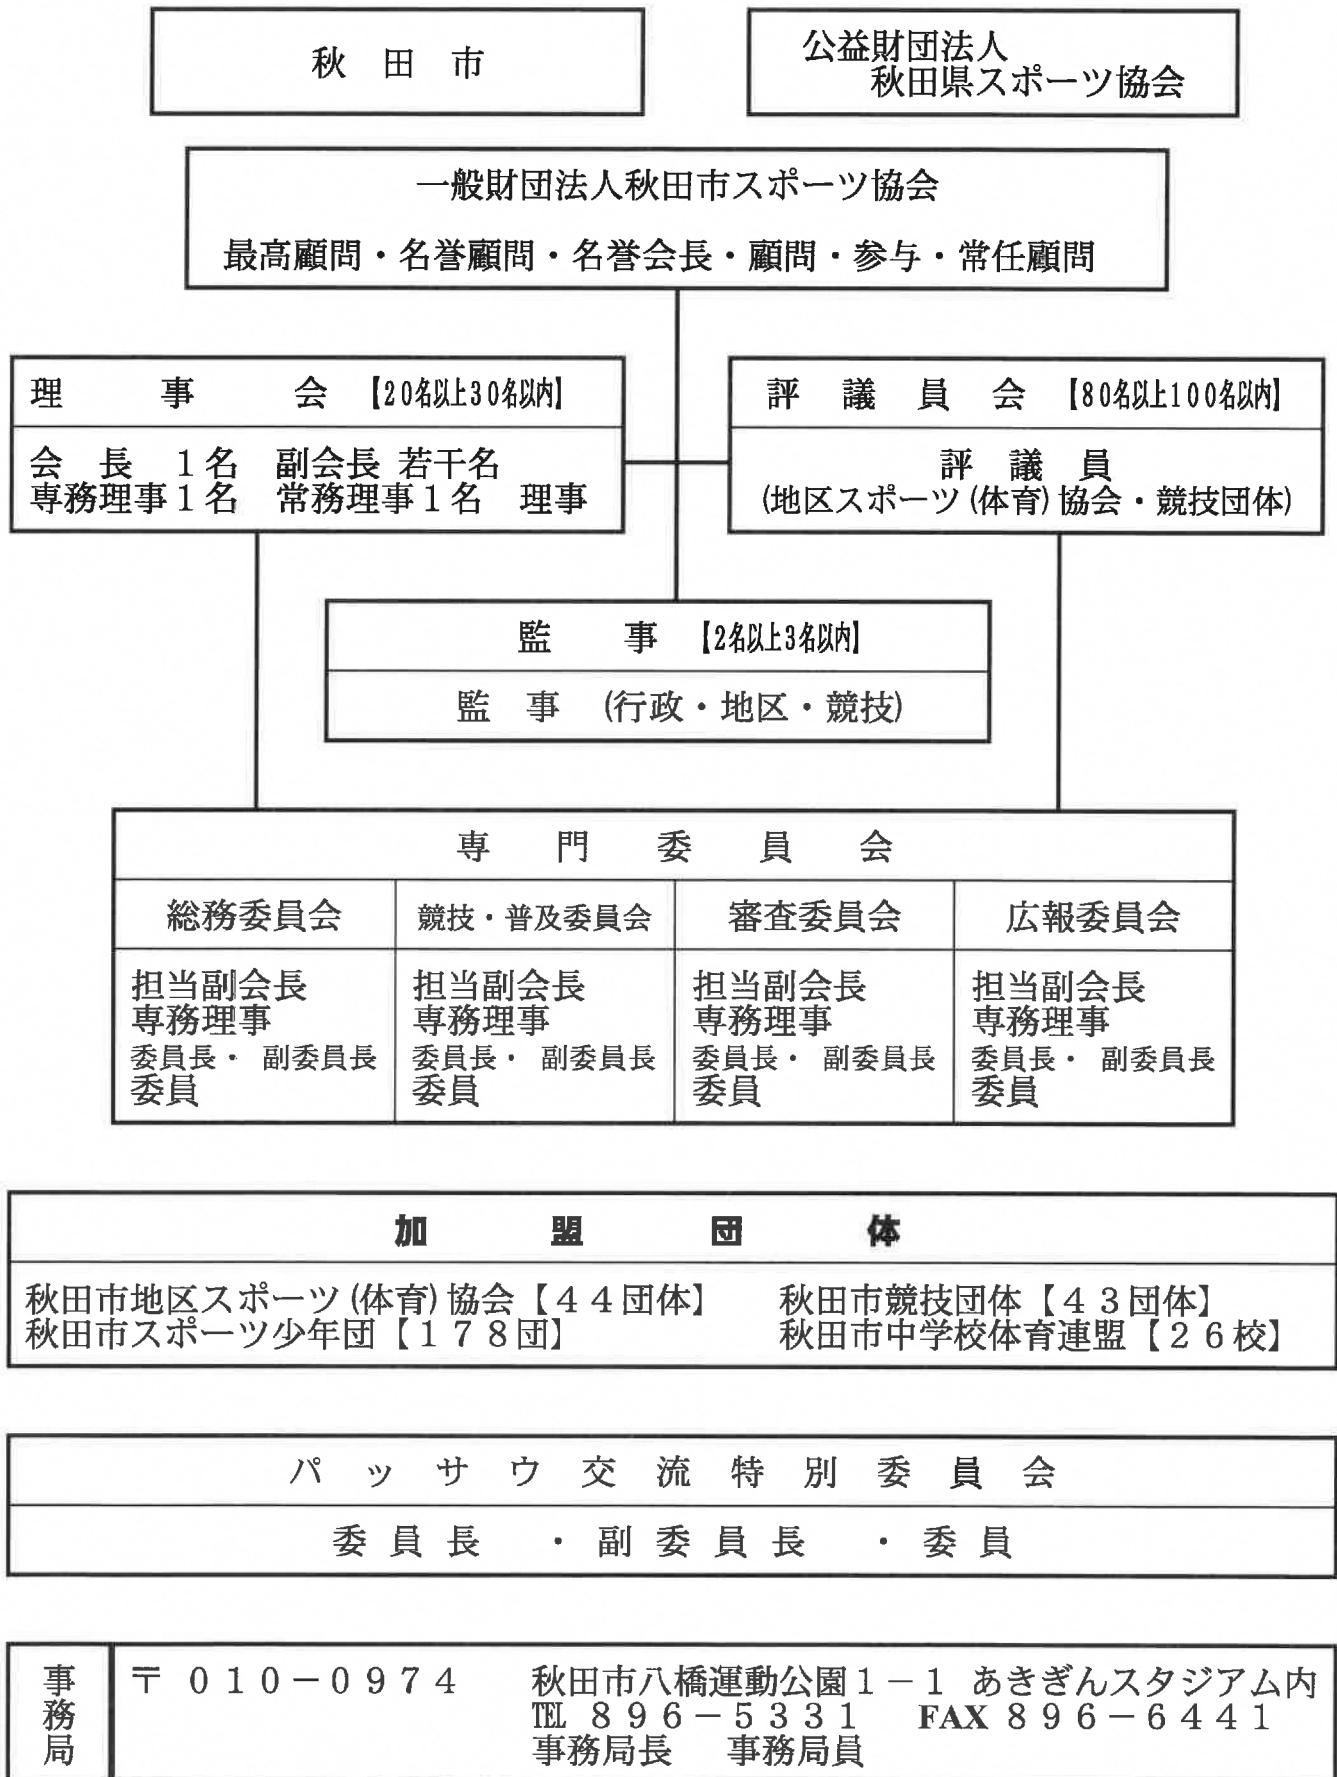 秋田市
公益財団法人
秋田県スポーツ協会
一般財団法人秋田市スポーツ協会
最高顧問・名誉顧問・名誉会長・顧問・参与・常任顧問
理事会【20名以上30名以内】
会長 1名 副会長 若干名
専務理事1名 常務理事1名 理事
評議員会【80名以上100名以内】
評議員
(地区スポーツ(体育)協会・競技団体)
監事【2名以上3名以内】
監事 (行政・地区・競技)
専門委員会
総務委員会
担当副会長
専務理事
委員長・ 副委員長
委員
競技・普及委員会
担当副会長
専務理事
委員長・ 副委員長
委員
審査委員会
担当副会長
専務理事
委員長・ 副委員長
委員
広報委員会
担当副会長
専務理事
委員長・ 副委員長
委員
加盟団体
秋田市地区スポーツ(体育)協会【44団体】 秋田市競技団体【43団体】
秋田市スポーツ少年団【178団】 秋田市中学校体育連盟【26校】
パッサウ交流特別委員会
委員長 ・副委員長 ・委員
事務局
〒010-0974 秋田市八橋運動公園1-1 あきぎんスタジアム内
℡ 896-5331 FAX 896-6441
事務局長 事務局員